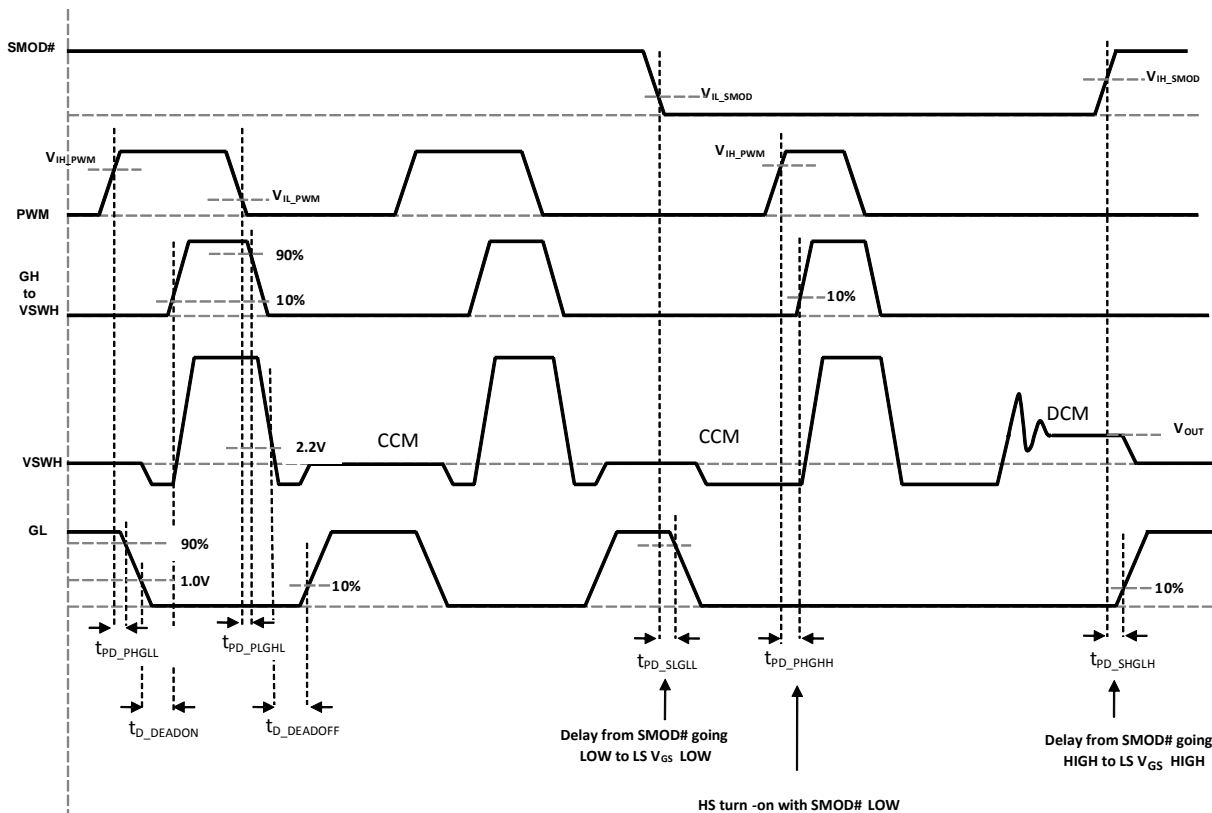 SMOD#
V_IL_SMOD
V_IH_SMOD
V_IH_PWM
V_IH_PWM
V_IL_PWM
PWM
90%
GH
to
VSWH
10%
10%
2.2V
CCM
CCM
DCM
V_OUT
VSWH
GL
90%
1.0V
10%
10%
t_PD_PHGLL
t_PD_PLGHL
t_PD_SLGLL
t_PD_PHGHH
t_PD_SHGLH
t_D_DEADON
t_D_DEADOFF
Delay from SMOD# going
LOW to LS V_GS LOW
Delay from SMOD# going
HIGH to LS V_GS HIGH
HS turn -on with SMOD# LOW